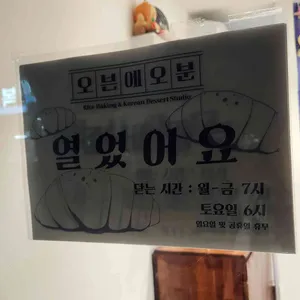 오븐에오븐
Rice Baking & Korean Dessert Studio
열었어요
닫는 시간 : 월-금 7시
토요일 6시
일요일 및 공휴일 휴무